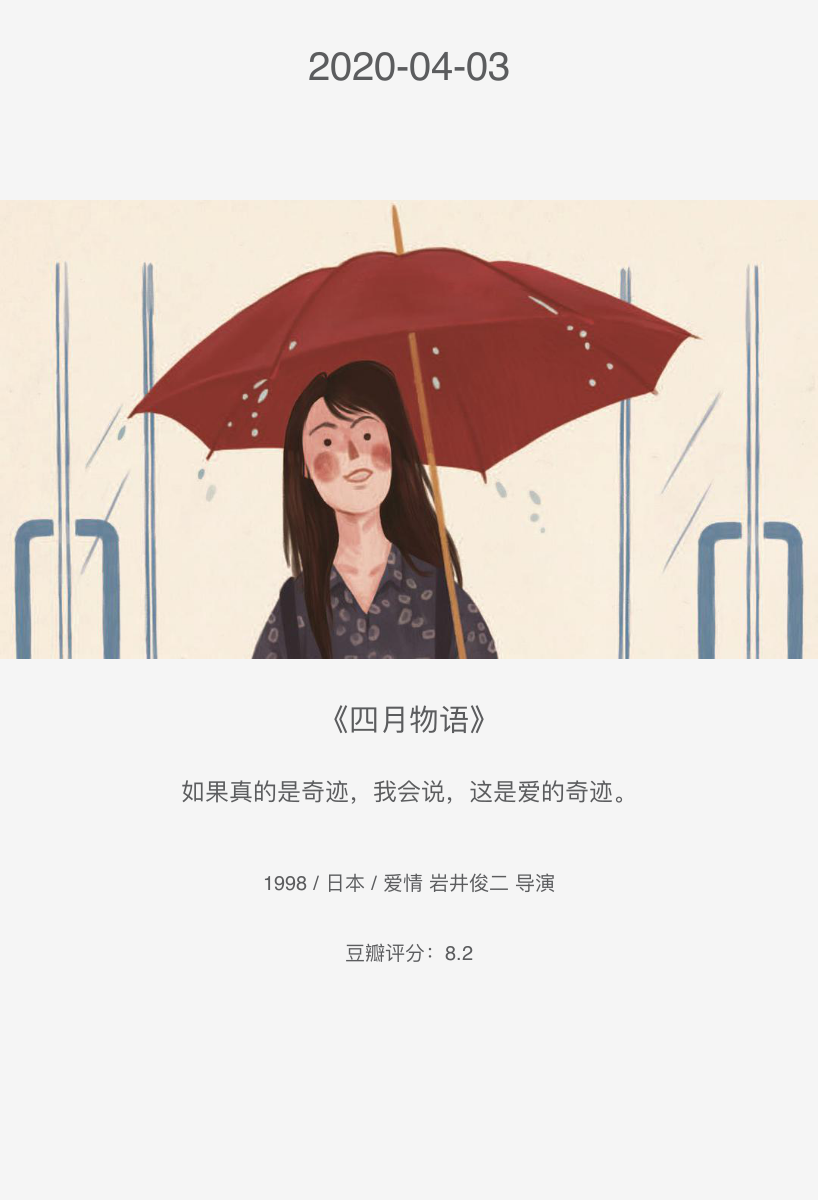 2020-04-03
《四月物语》
如果真的是奇迹，我会说，这是爱的奇迹。
1998 / 日本 / 爱情 岩井俊二 导演
豆瓣评分：8.2